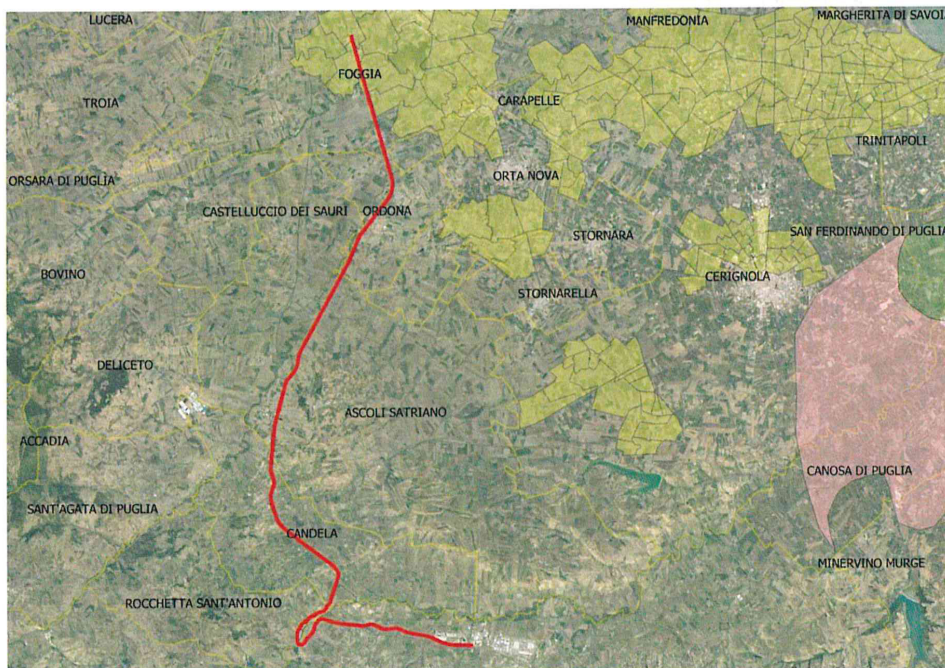 LUCERA
MANFREDONIA
MARGHERITA DI SAVOI
FOGGIA
TROIA
CARAPELLE
TRINITAPOLI
ORTA NOVA
ORSARA DI PUGLIA
CASTELLUCCIO DEI SAURI
ORDONA
STORNARA
SAN FERDINANDO DI PUGLIA
BOVINO
CERIGNOLA
STORNARELLA
DELICETO
ASCOLI SATRIANO
ACCADIA
CANOSA DI PUGLIA
SANT'AGATA DI PUGLIA
CANDELA
MINERVINO MURGE
ROCCHETTA SANT'ANTONIO